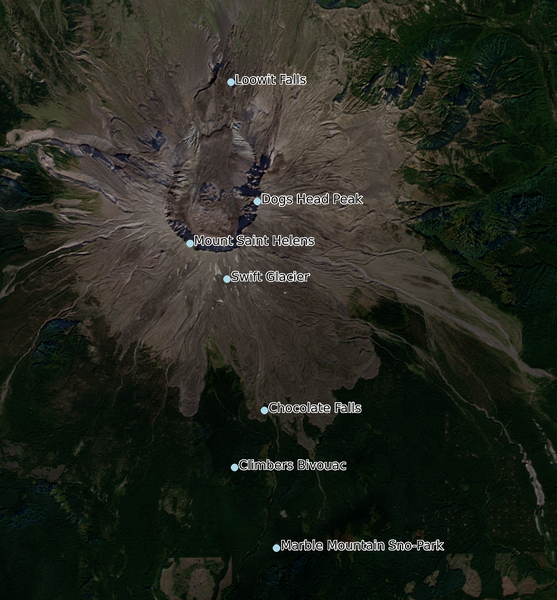 Loowit Falls
Dogs Head Peak
Mount Saint Helens
Swift Glacier
Chocolate Falls
Climbers Bivouac
Marble Mountain Sno-Park